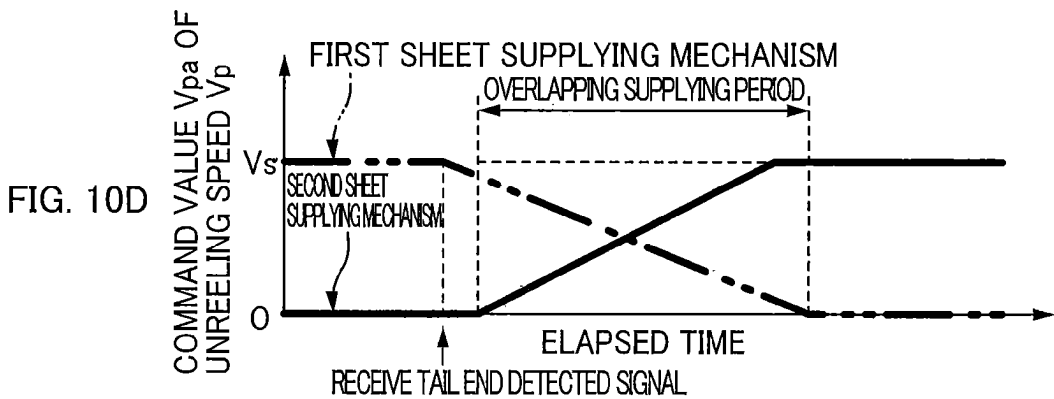 FIG. 10D
COMMAND VALUE Vpa OF
UNREELING SPEED Vp
FIRST SHEET SUPPLYING MECHANISM
OVERLAPPING SUPPLYING PERIOD
Vs
SECOND SHEET
SUPPLYING MECHANISM
0
ELAPSED TIME
RECEIVE TAIL END DETECTED SIGNAL